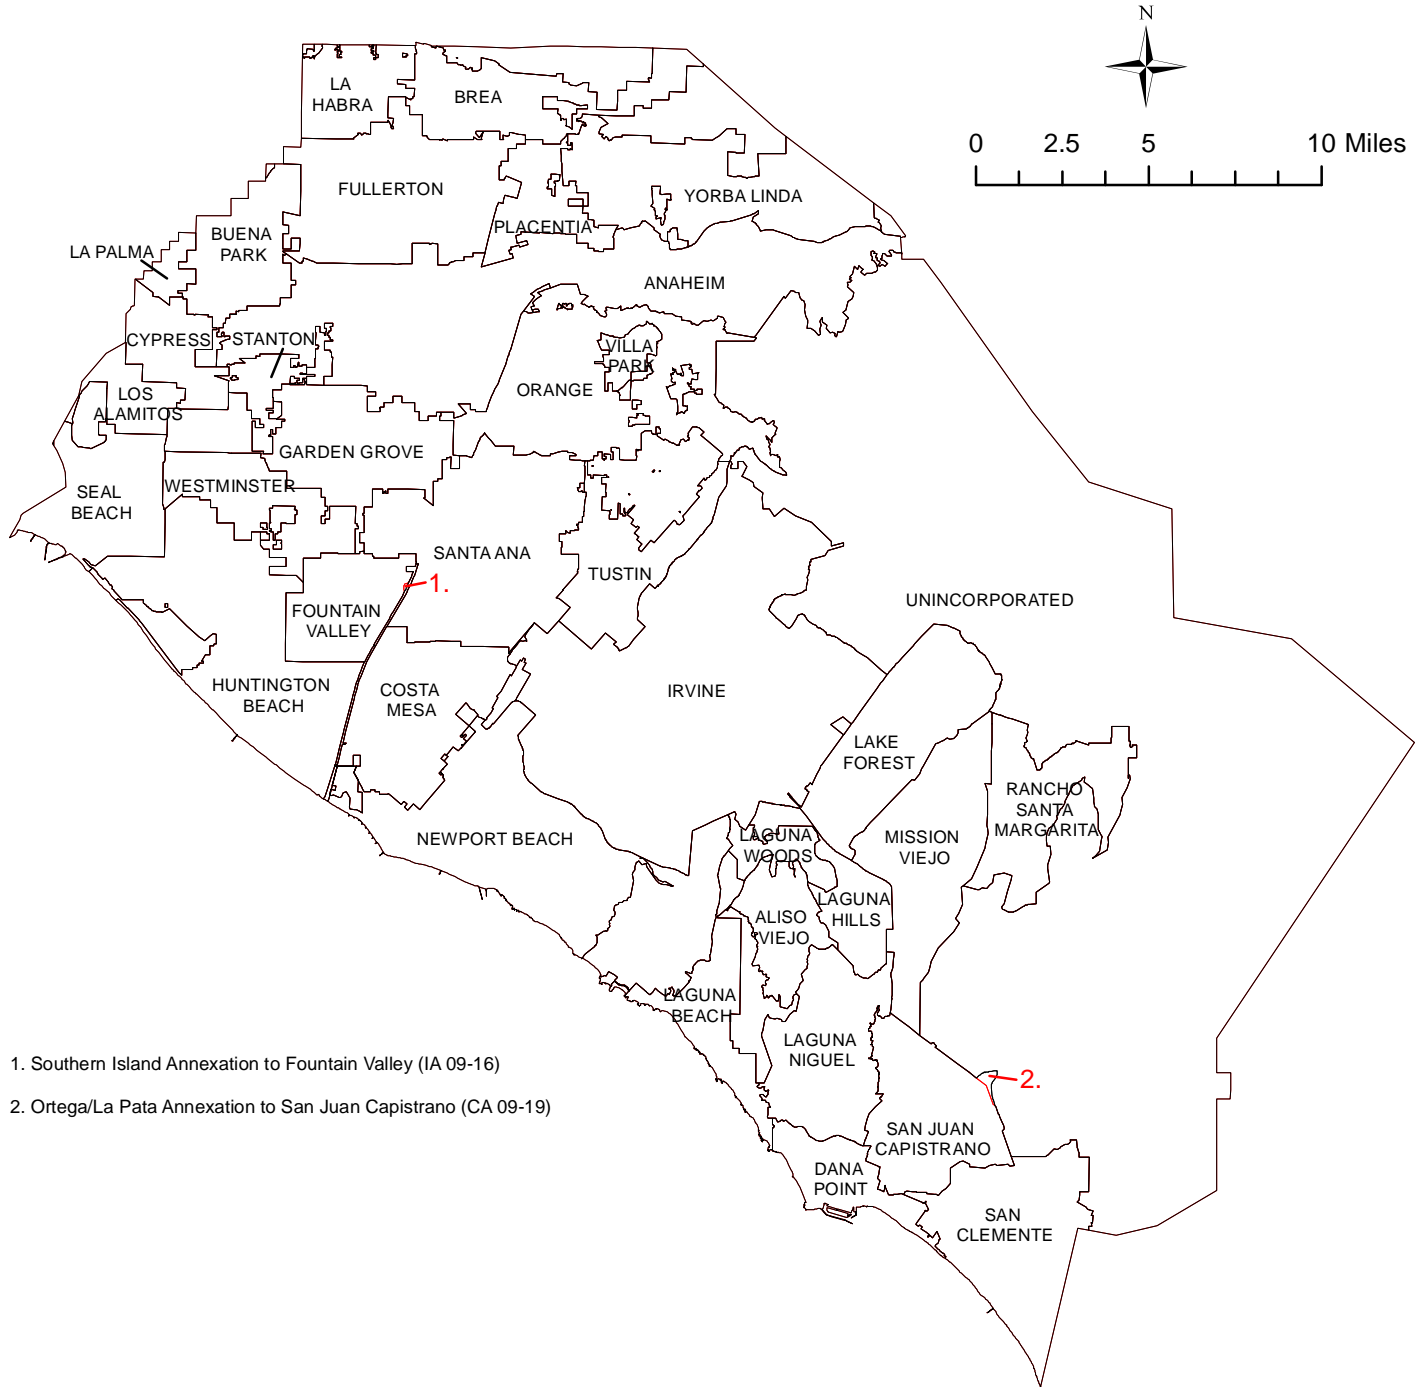 N
0 2.5 5 10 Miles
LA
HABRA
BREA
FULLERTON
YORBA LINDA
PLACENTIA
BUENA
PARK
LA PALMA
ANAHEIM
CYPRESS
STANTON
VILLA
PARK
ORANGE
LOS
ALAMITOS
GARDEN GROVE
WESTMINSTER
SEAL
BEACH
SANTA ANA
TUSTIN
1.
FOUNTAIN
VALLEY
UNINCORPORATED
HUNTINGTON
BEACH
COSTA
MESA
IRVINE
LAKE
FOREST
RANCHO
SANTA
MARGARITA
NEWPORT BEACH
LAGUNA
WOODS
MISSION
VIEJO
LAGUNA
HILLS
ALISO
VIEJO
LAGUNA
BEACH
LAGUNA
NIGUEL
1. Southern Island Annexation to Fountain Valley (IA 09-16)
2.
2. Ortega/La Pata Annexation to San Juan Capistrano (CA 09-19)
SAN JUAN
CAPISTRANO
DANA
POINT
SAN
CLEMENTE